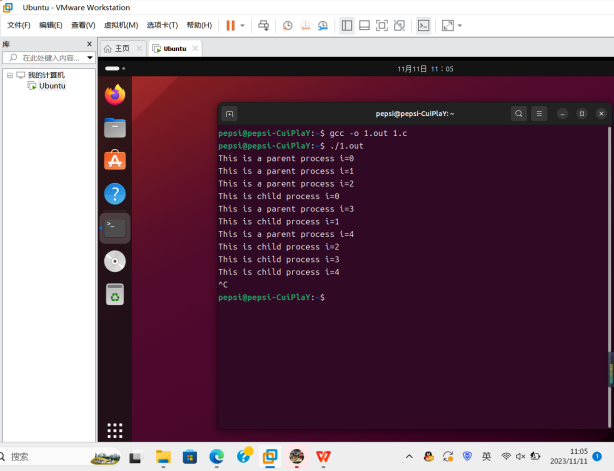 Ubuntu - VMware Workstation
文件(F) 编辑(E) 查看(V) 虚拟机(M) 选项卡(T) 帮助(H)
库
在此处键入内容...
我的计算机
Ubuntu
主页
Ubuntu
11月11日 11：05
pepsi@pepsi-CuiPlaY: ~
pepsi@pepsi-CuiPlaY:~$ gcc -o 1.out 1.c
pepsi@pepsi-CuiPlaY:~$ ./1.out
This is a parent process i=0
This is a parent process i=1
This is a parent process i=2
This is child process i=0
This is a parent process i=3
This is child process i=1
This is a parent process i=4
This is child process i=2
This is child process i=3
This is child process i=4
^C
pepsi@pepsi-CuiPlaY:~$
搜索
英
11:05
2023/11/11